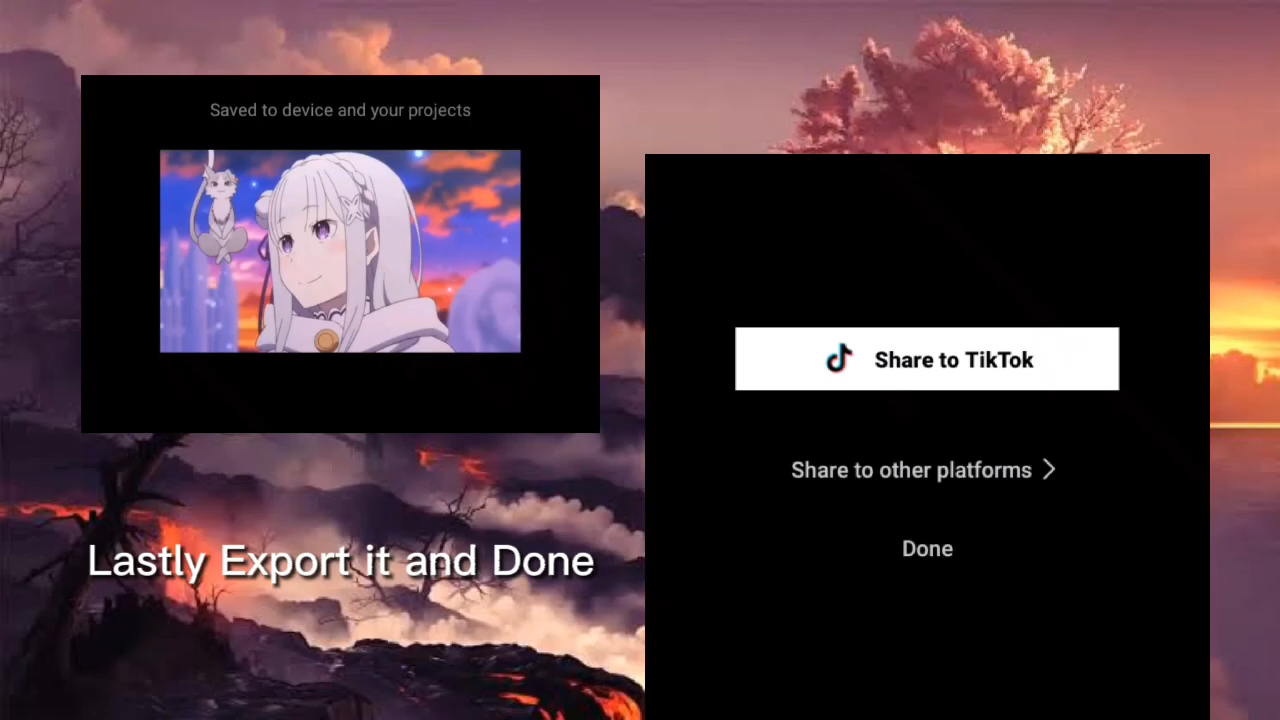 Saved to device and your projects
Share to TikTok
Share to other platforms
Done
Lastly Export it and Done